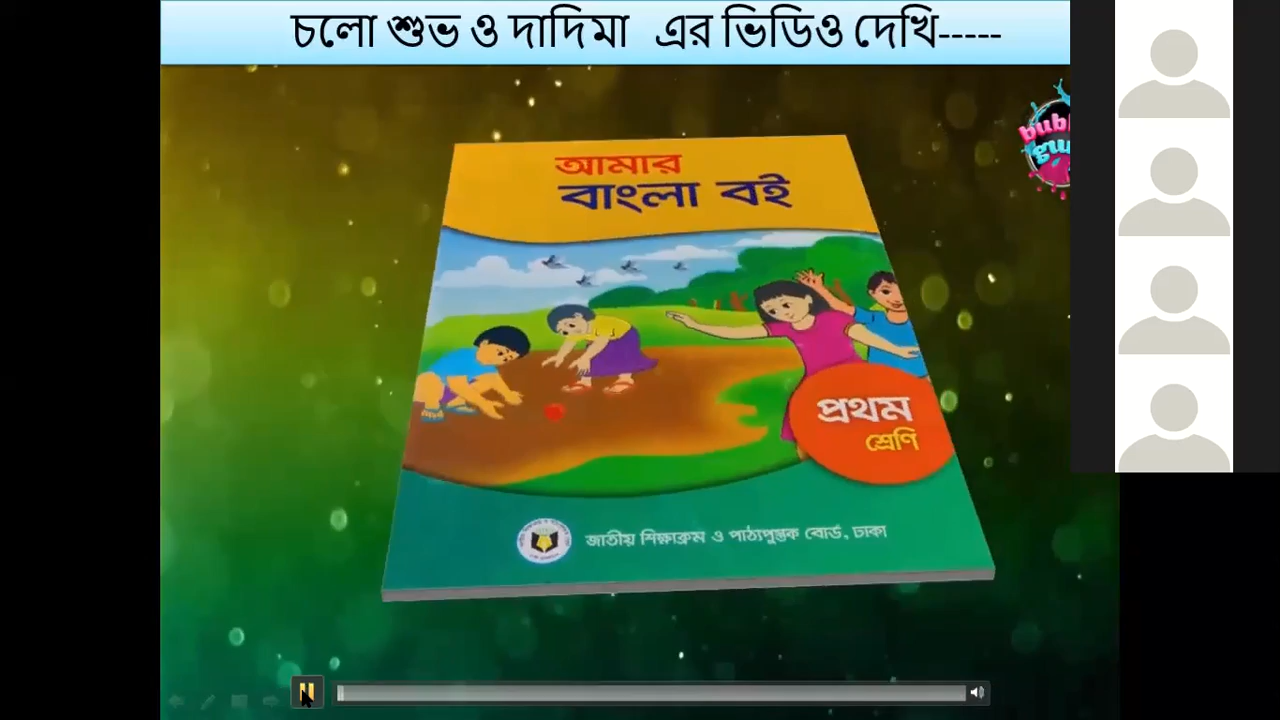 চলো শুভ ও দাদিমা এর ভিডিও দেখি-----
আমার
বাংলা বই
প্রথম
শ্রেণি
জাতীয় শিক্ষাক্রম ও পাঠ্যপুস্তক বোর্ড, ঢাকা